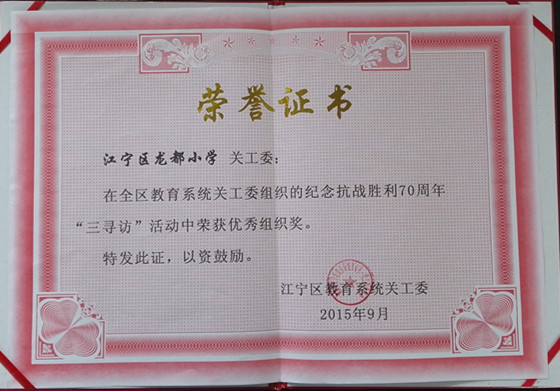 荣誉证书
江宁区龙都小学 关工委：
在全区教育系统关工委组织的纪念抗战胜利70周年
“三寻访”活动中荣获优秀组织奖。
特发此证，以资鼓励。
江宁区教育系统关工委
2015年9月